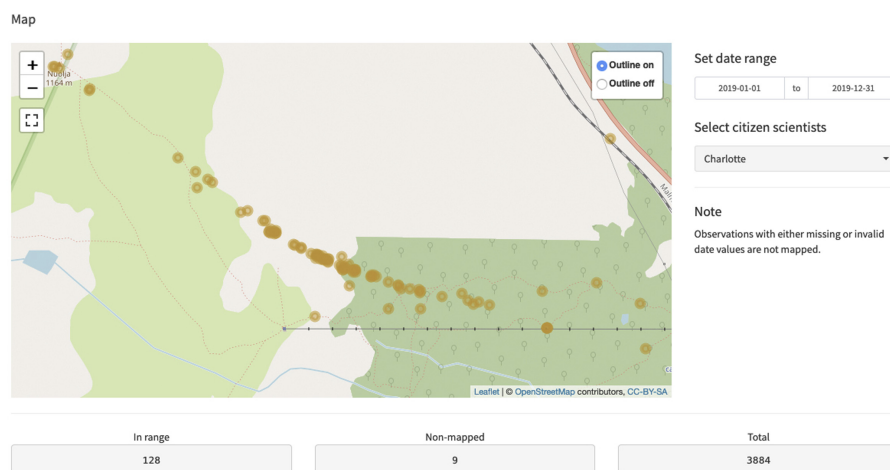 Map
+
−
Nuolja
1164 m
Outline on
Outline off
Leaflet | © OpenStreetMap contributors, CC-BY-SA
Set date range
2019-01-01 to 2019-12-31
Select citizen scientists
Charlotte
Note
Observations with either missing or invalid
date values are not mapped.
In range
128
Non-mapped
9
Total
3884